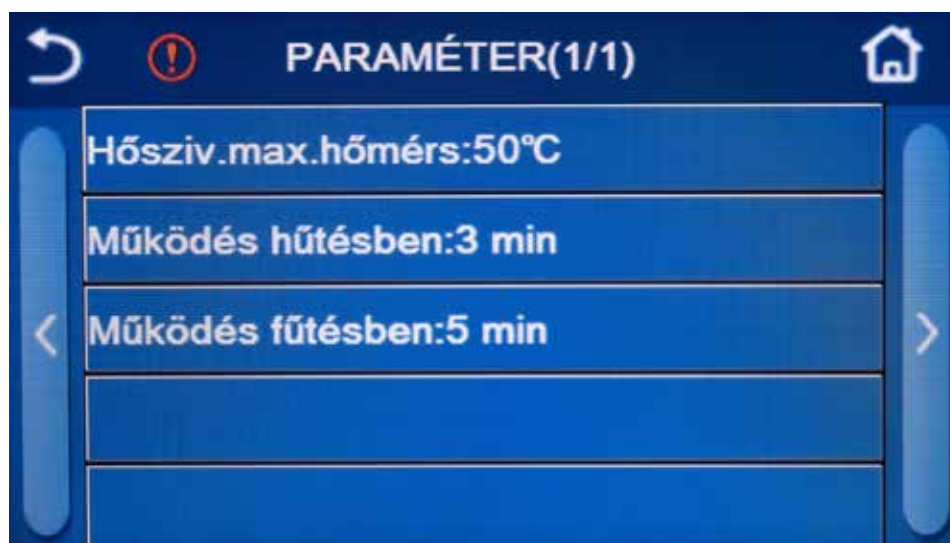 PARAMÉTER(1/1)
Hősziv.max.hőmérs:50℃
Működés hűtésben:3 min
Működés fűtésben:5 min